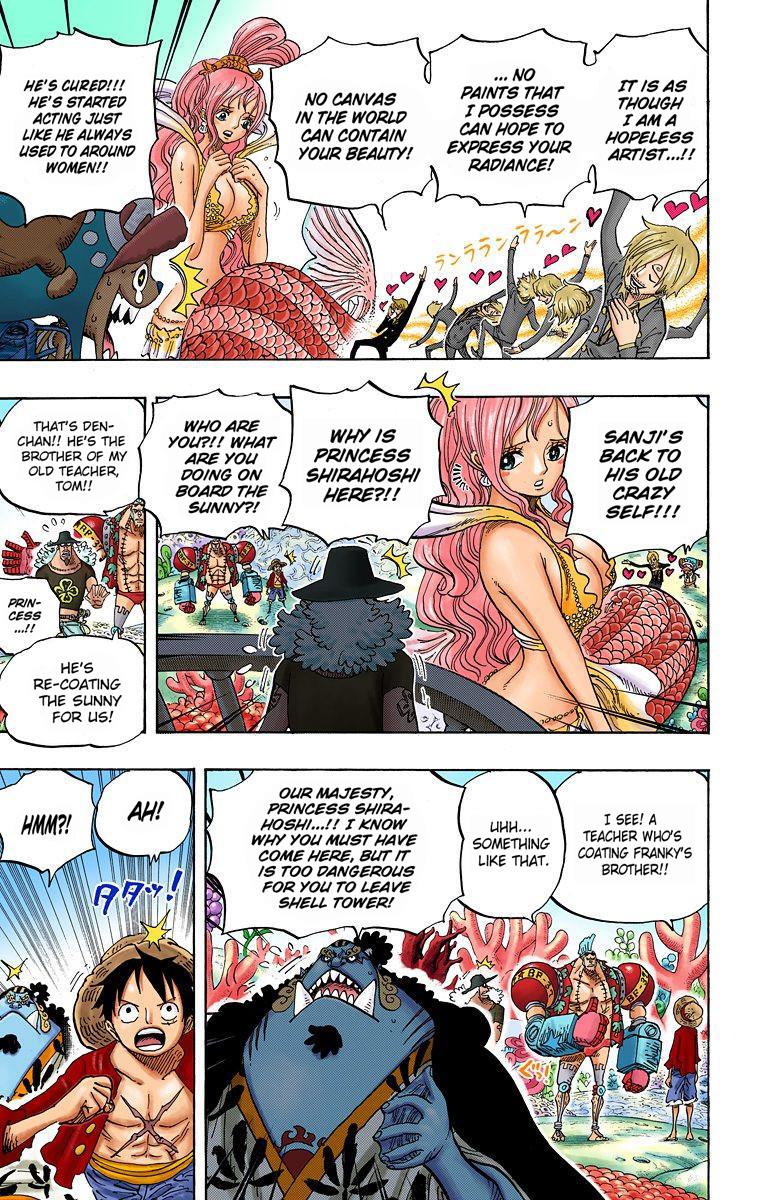 IT IS AS
THOUGH
I AM A
HOPELESS
ARTIST...!!
... NO
PAINTS THAT
I POSSESS
CAN HOPE TO
EXPRESS YOUR
RADIANCE!
NO CANVAS
IN THE WORLD
CAN CONTAIN
YOUR BEAUTY!
HE'S CURED!!!
HE'S STARTED
ACTING JUST
LIKE HE ALWAYS
USED TO AROUND
WOMEN!!
ランラランララ～ン
SANJI'S
BACK TO
HIS OLD
CRAZY
SELF!!!
WHY IS
PRINCESS
SHIRAHOSHI
HERE?!!
WHO ARE
YOU?!! WHAT
ARE YOU
DOING ON
BOARD THE
SUNNY?!
THAT'S DEN-
CHAN!! HE'S THE
BROTHER OF MY
OLD TEACHER,
TOM!!
PRIN-
CESS
...!!
HE'S
RE-COATING
THE SUNNY
FOR US!
I SEE! A
TEACHER WHO'S
COATING FRANKY'S
BROTHER!!
UHH...
SOMETHING
LIKE THAT.
OUR MAJESTY,
PRINCESS SHIRA-
HOSHI...!! I KNOW
WHY YOU MUST HAVE
COME HERE, BUT IT
IS TOO DANGEROUS
FOR YOU TO LEAVE
SHELL TOWER!
AH!
HMM?!
タタッ!